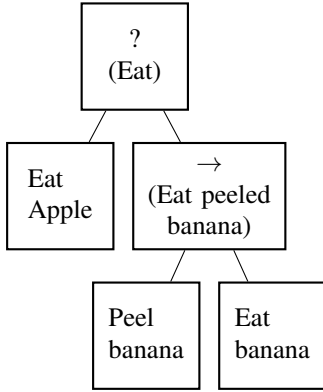 ?
(Eat)
Eat
Apple
→
(Eat peeled
banana)
Peel
banana
Eat
banana